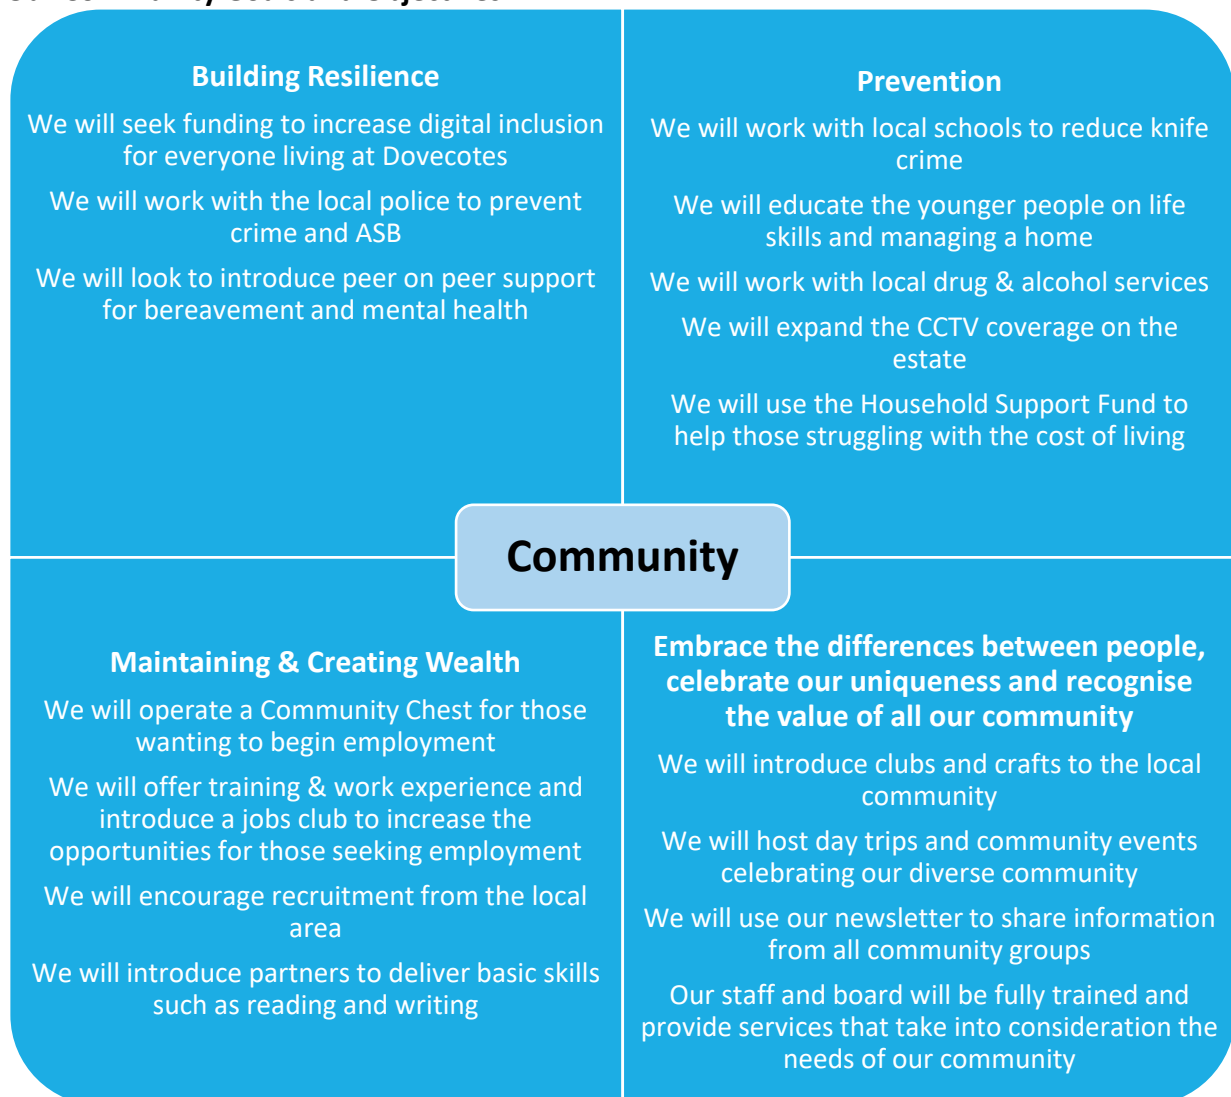 Building Resilience
We will seek funding to increase digital inclusion
for everyone living at Dovecotes
We will work with the local police to prevent
crime and ASB
We will look to introduce peer on peer support
for bereavement and mental health
Prevention
We will work with local schools to reduce knife
crime
We will educate the younger people on life
skills and managing a home
We will work with local drug & alcohol services
We will expand the CCTV coverage on the
estate
We will use the Household Support Fund to
help those struggling with the cost of living
Community
Maintaining & Creating Wealth
We will operate a Community Chest for those
wanting to begin employment
We will offer training & work experience and
introduce a jobs club to increase the
opportunities for those seeking employment
We will encourage recruitment from the local
area
We will introduce partners to deliver basic skills
such as reading and writing
Embrace the differences between people,
celebrate our uniqueness and recognise
the value of all our community
We will introduce clubs and crafts to the local
community
We will host day trips and community events
celebrating our diverse community
We will use our newsletter to share information
from all community groups
Our staff and board will be fully trained and
provide services that take into consideration the
needs of our community